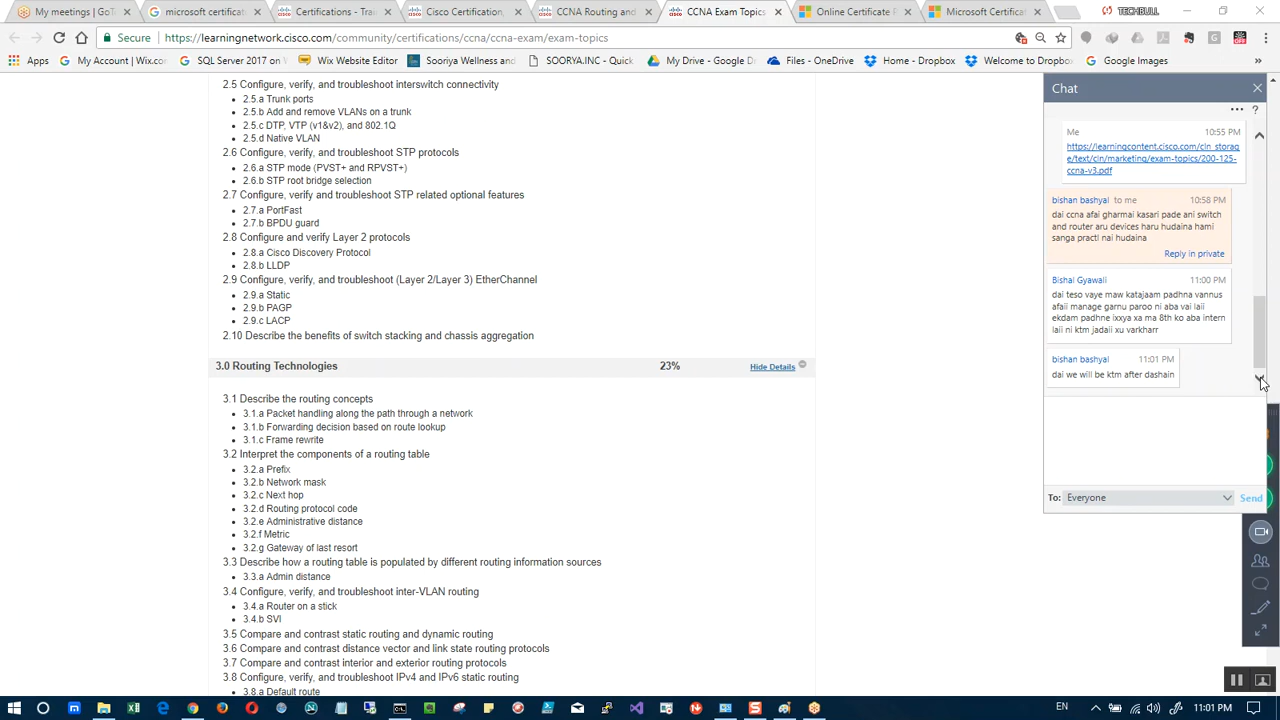 My meetings | GoT
microsoft certificat
Certifications - Train
Cisco Certification,
CCNA Routing and
CCNA Exam Topics
Online Certificate P
Microsoft Certificat
TECHBULL
Secure
https://learningnetwork.cisco.com/community/certifications/ccna/ccna-exam/exam-topics
Apps
My Account | Wix.co
SQL Server 2017 an
Wix Website Editor
Sooriya Wellness and
SOORYA.INC - Quick
My Drive - Google D
Files - OneDrive
Home - Dropbox
Welcome to Dropbox
Google Images
2.5 Configure, verify, and troubleshoot interswitch connectivity
2.5.a Trunk ports
2.5.b Add and remove VLANs on a trunk
2.5.c DTP, VTP (v1&v2), and 802.1Q
2.5.d Native VLAN
2.6 Configure, verify, and troubleshoot STP protocols
2.6.a STP mode (PVST+ and RPVST+)
2.6.b STP root bridge selection
2.7 Configure, verify and troubleshoot STP related optional features
2.7.a PortFast
2.7.b BPDU guard
2.8 Configure and verify Layer 2 protocols
2.8.a Cisco Discovery Protocol
2.8.b LLDP
2.9 Configure, verify, and troubleshoot (Layer 2/Layer 3) EtherChannel
2.9.a Static
2.9.b PAGP
2.9.c LACP
2.10 Describe the benefits of switch stacking and chassis aggregation
3.0 Routing Technologies 23% Hide Details
3.1 Describe the routing concepts
3.1.a Packet handling along the path through a network
3.1.b Forwarding decision based on route lookup
3.1.c Frame rewrite
3.2 Interpret the components of a routing table
3.2.a Prefix
3.2.b Network mask
3.2.c Next hop
3.2.d Routing protocol code
3.2.e Administrative distance
3.2.f Metric
3.2.g Gateway of last resort
3.3 Describe how a routing table is populated by different routing information sources
3.3.a Admin distance
3.4 Configure, verify, and troubleshoot inter-VLAN routing
3.4.a Router on a stick
3.4.b SVI
3.5 Compare and contrast static routing and dynamic routing
3.6 Compare and contrast distance vector and link state routing protocols
3.7 Compare and contrast interior and exterior routing protocols
3.8 Configure, verify, and troubleshoot IPv4 and IPv6 static routing
3.8.a Default route
Chat
Me 10:55 PM
https://learningcontent.cisco.com/cln_storag
e/text/cln/marketing/exam-topics/200-125-
ccna-v3.pdf
bishan bashyal to me 10:58 PM
dai ccna afai gharmai kasari pade ani switch
and router aru devices haru hudaina hami
sanga practl nai hudaina
Reply in private
Bishal Gyawali 11:00 PM
dai teso vaye maw katajaam padhna vannus
afaii manage garnu paroo ni aba vai laii
ekdam padhne ixxya xa ma 8th ko aba intern
laii ni ktm jadaii xu varkharr
bishan bashyal 11:01 PM
dai we will be ktm after dashain
To: Everyone Send
EN 11:01 PM